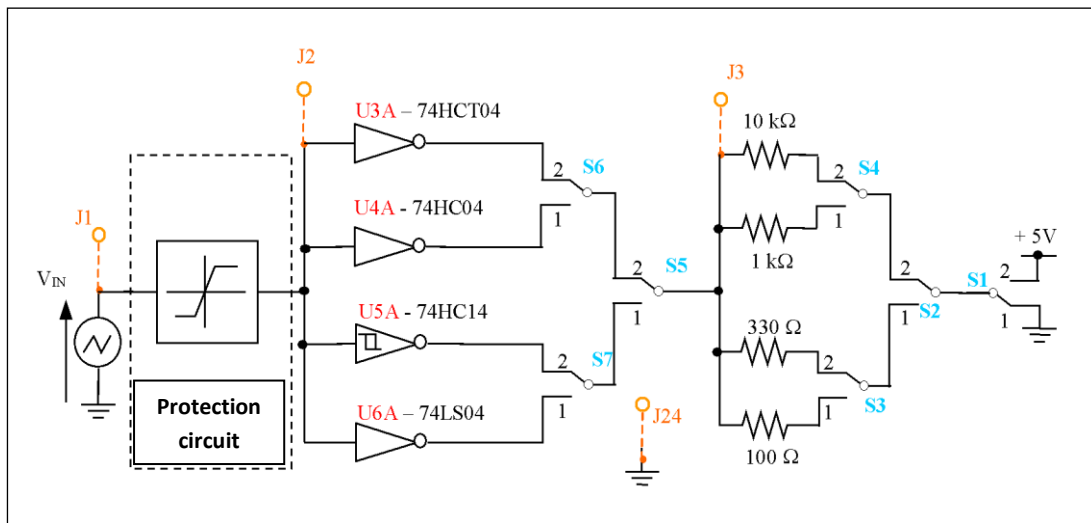 J2
J3
U3A – 74HCT04
10 kΩ
2
S6
2
S4
J1
U4A - 74HC04
1
1
1 kΩ
+ 5V
V_IN
2
S5
2
S1
2
1
U5A - 74HC14
1
330 Ω
1
S2
1
2
S7
2
S3
Protection
circuit
U6A – 74LS04
1
J24
1
100 Ω